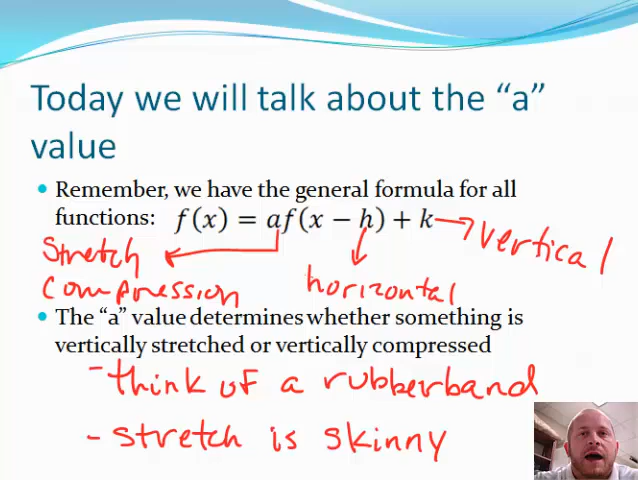 Today we will talk about the “a”
value
• Remember, we have the general formula for all
functions: f(x) = af(x − h) + k
vertical
Stretch
Compression
horizontal
• The “a” value determines whether something is
vertically stretched or vertically compressed
- think of a rubberband
- stretch is skinny